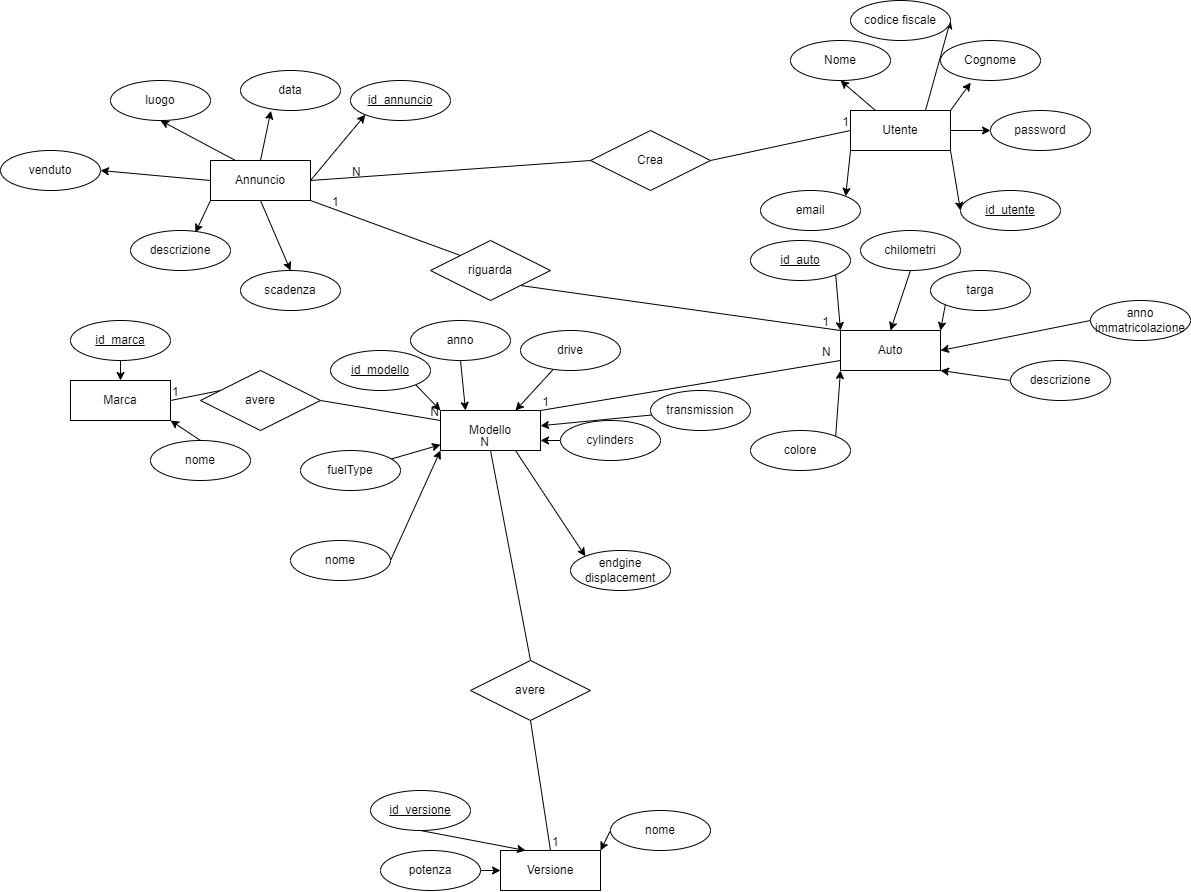 codice fiscale
Nome
Cognome
data
luogo
id_annuncio
1
Utente
password
Crea
venduto
Annuncio
N
1
email
id_utente
descrizione
chilometri
id_auto
riguarda
scadenza
targa
1
anno
immatricolazione
id_marca
anno
drive
N
Auto
id_modello
descrizione
1
Marca
avere
1
N
transmission
Modello
N
cylinders
colore
nome
fuelType
nome
endgine
displacement
avere
id_versione
nome
1
potenza
Versione